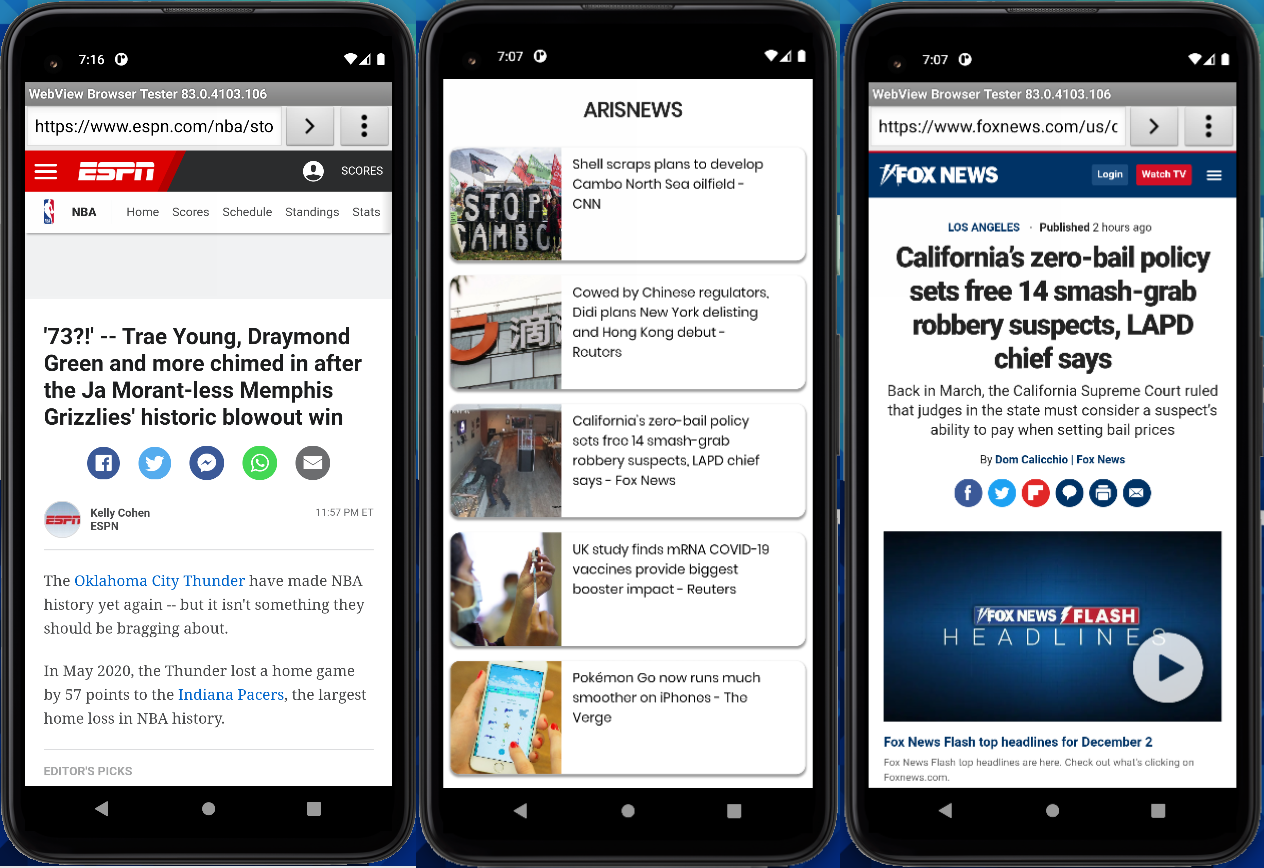 7:16
WebView Browser Tester 83.0.4103.106
https://www.espn.com/nba/sto
ESPN
SCORES
NBA Home Scores Schedule Standings Stats
'73?!' -- Trae Young, Draymond
Green and more chimed in after
the Ja Morant-less Memphis
Grizzlies' historic blowout win
Kelly Cohen
ESPN
11:57 PM ET
The Oklahoma City Thunder have made NBA
history yet again -- but it isn't something they
should be bragging about.
In May 2020, the Thunder lost a home game
by 57 points to the Indiana Pacers, the largest
home loss in NBA history.
EDITOR'S PICKS
7:07
ARISNEWS
STOP
CAMBO
Shell scraps plans to develop
Cambo North Sea oilfield -
CNN
滴
Cowed by Chinese regulators,
Didi plans New York delisting
and Hong Kong debut -
Reuters
California's zero-bail policy
sets free 14 smash-grab
robbery suspects, LAPD chief
says - Fox News
UK study finds mRNA COVID-19
vaccines provide biggest
booster impact - Reuters
Pokémon Go now runs much
smoother on iPhones - The
Verge
7:07
WebView Browser Tester 83.0.4103.106
https://www.foxnews.com/us/c
FOX NEWS
Login
Watch TV
LOS ANGELES · Published 2 hours ago
California's zero-bail policy
sets free 14 smash-grab
robbery suspects, LAPD
chief says
Back in March, the California Supreme Court ruled
that judges in the state must consider a suspect's
ability to pay when setting bail prices
By Dom Calicchio | Fox News
FOX NEWS FLASH
HEADLINES
Fox News Flash top headlines for December 2
Fox News Flash top headlines are here. Check out what's clicking on
Foxnews.com.